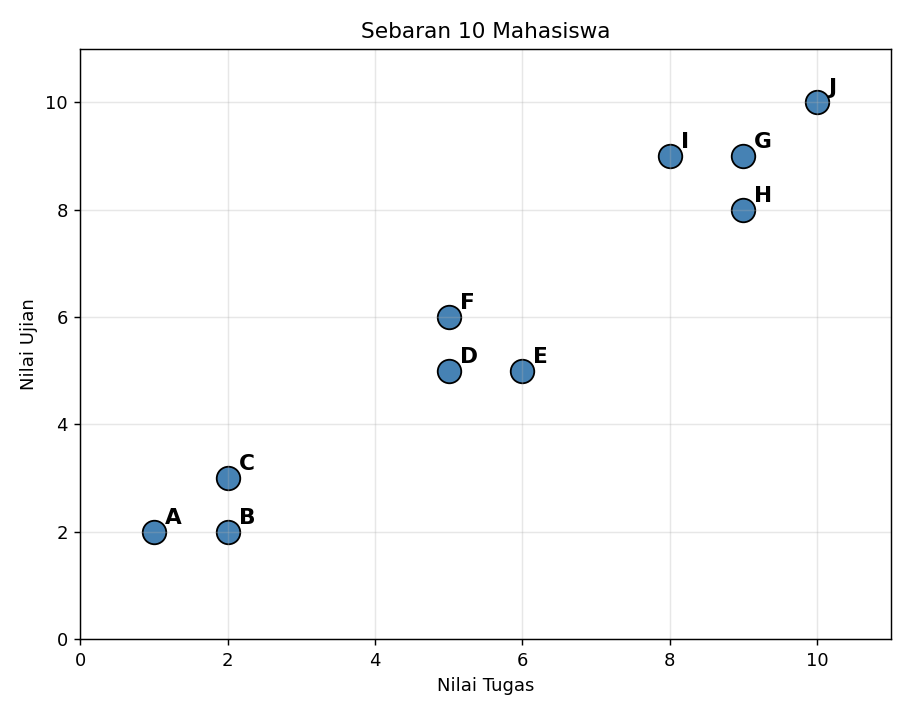 Sebaran 10 Mahasiswa
10
8
6
4
2
0
Nilai Ujian
J
I
G
H
F
D
E
C
A
B
0 2 4 6 8 10
Nilai Tugas